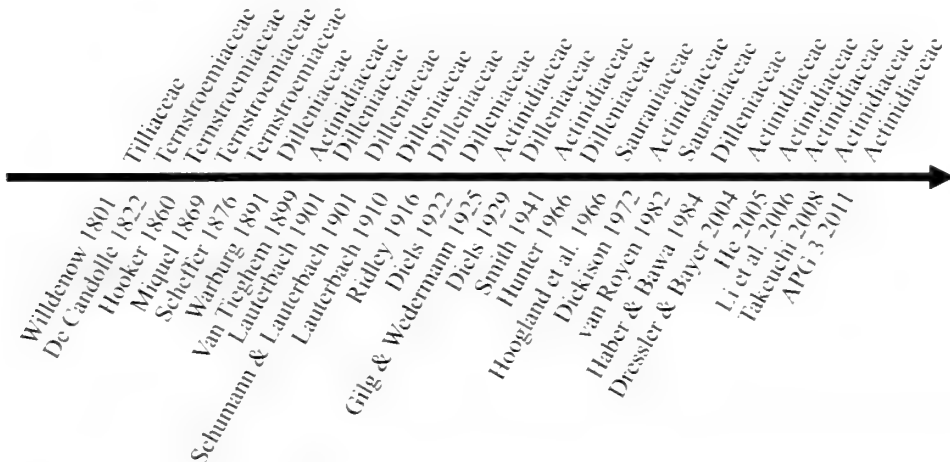 Tilliaceae
Ternstroemiaceae
Ternstroemiaceae
Ternstroemiaceae
Ternstroemiaceae
Dilleniaceae
Actinidiaceae
Dilleniaceae
Dilleniaceae
Dilleniaceae
Dilleniaceae
Dilleniaceae
Actinidiaceae
Dilleniaceae
Actinidiaceae
Dilleniaceae
Saurauiaceae
Actinidiaceae
Saurauiaceae
Dilleniaceae
Actinidiaceae
Actinidiaceae
Actinidiaceae
Actinidiaceae
Actinidiaceae
Willdenow 1801
De Candolle 1822
Hooker 1860
Miquel 1869
Scheffer 1876
Warburg 1891
Van Tieghem 1899
Lauterbach 1901
Schumann & Lauterbach 1901
Lauterbach 1910
Ridley 1916
Diels 1922
Gilg & Wedermann 1925
Diels 1929
Smith 1941
Hunter 1966
Hoogland et al. 1966
Dickison 1972
van Royen 1982
Haber & Bawa 1984
Dressler & Bayer 2004
He 2005
Li et al. 2006
Takeuchi 2008
APG 3 2011